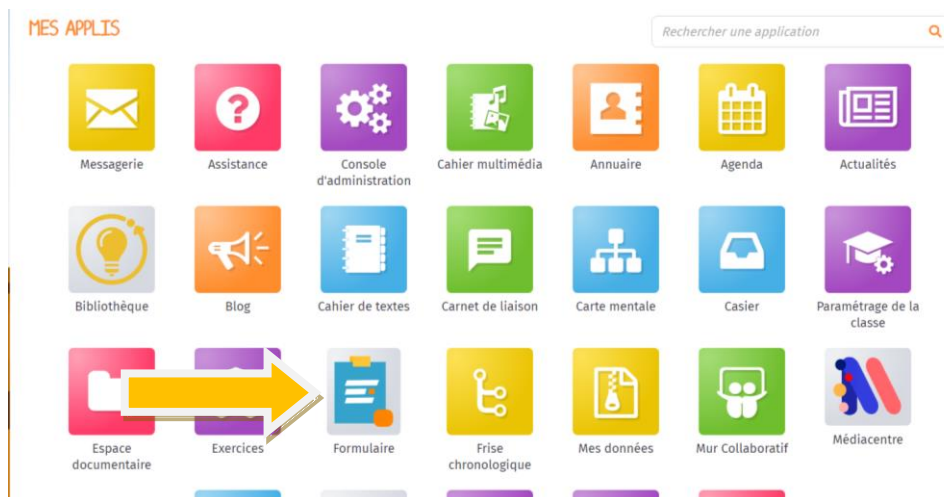 MES APPLIS
Rechercher une application
Messagerie
Assistance
Console
d'administration
Cahier multimédia
Annuaire
Agenda
Actualités
Bibliothèque
Blog
Cahier de textes
Carnet de liaison
Carte mentale
Casier
Paramétrage de la
classe
Espace
documentaire
Exercices
Formulaire
Frise
chronologique
Mes données
Mur Collaboratif
Médiacentre